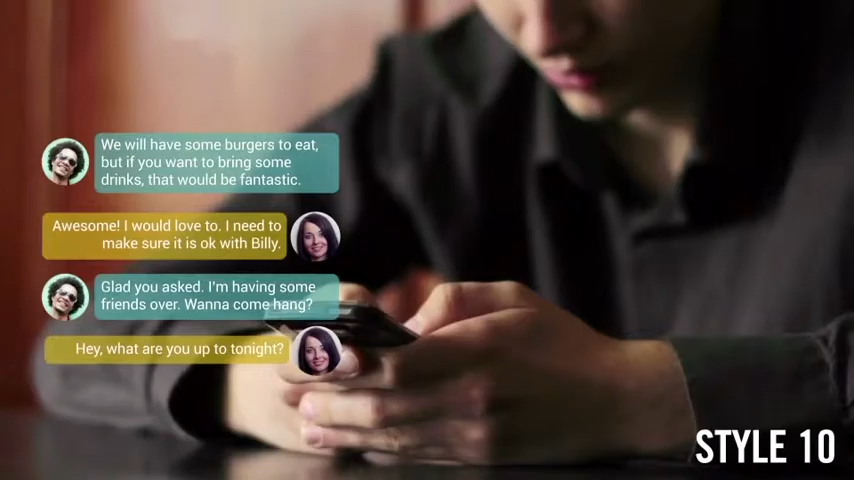 We will have some burgers to eat,
but if you want to bring some
drinks, that would be fantastic.
Awesome! I would love to. I need to
make sure it is ok with Billy.
Glad you asked. I'm having some
friends over. Wanna come hang?
Hey, what are you up to tonight?
STYLE 10